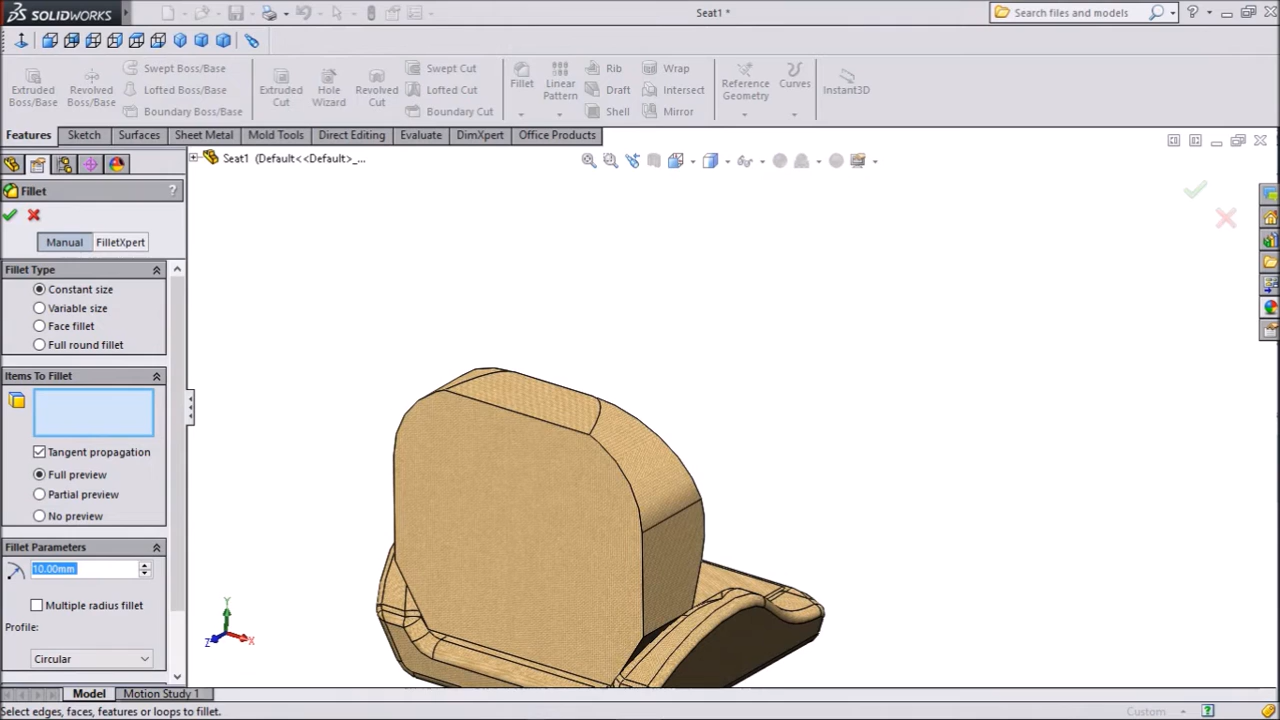 SOLIDWORKS
Seat1 *
Search files and models
Extruded Boss/Base
Revolved Boss/Base
Swept Boss/Base
Lofted Boss/Base
Boundary Boss/Base
Extruded Cut
Hole Wizard
Revolved Cut
Swept Cut
Lofted Cut
Boundary Cut
Fillet
Linear Pattern
Rib
Draft
Shell
Wrap
Intersect
Mirror
Reference Geometry
Curves
Instant3D
Features Sketch Surfaces Sheet Metal Mold Tools Direct Editing Evaluate DimXpert Office Products
Seat1 (Default<<Default>_...
Fillet ?
Manual FilletXpert
Fillet Type
Constant size
Variable size
Face fillet
Full round fillet
Items To Fillet
Tangent propagation
Full preview
Partial preview
No preview
Fillet Parameters
10.00mm
Multiple radius fillet
Profile:
Circular
Y
Z
X
Model Motion Study 1
Select edges, faces, features or loops to fillet.
Custom